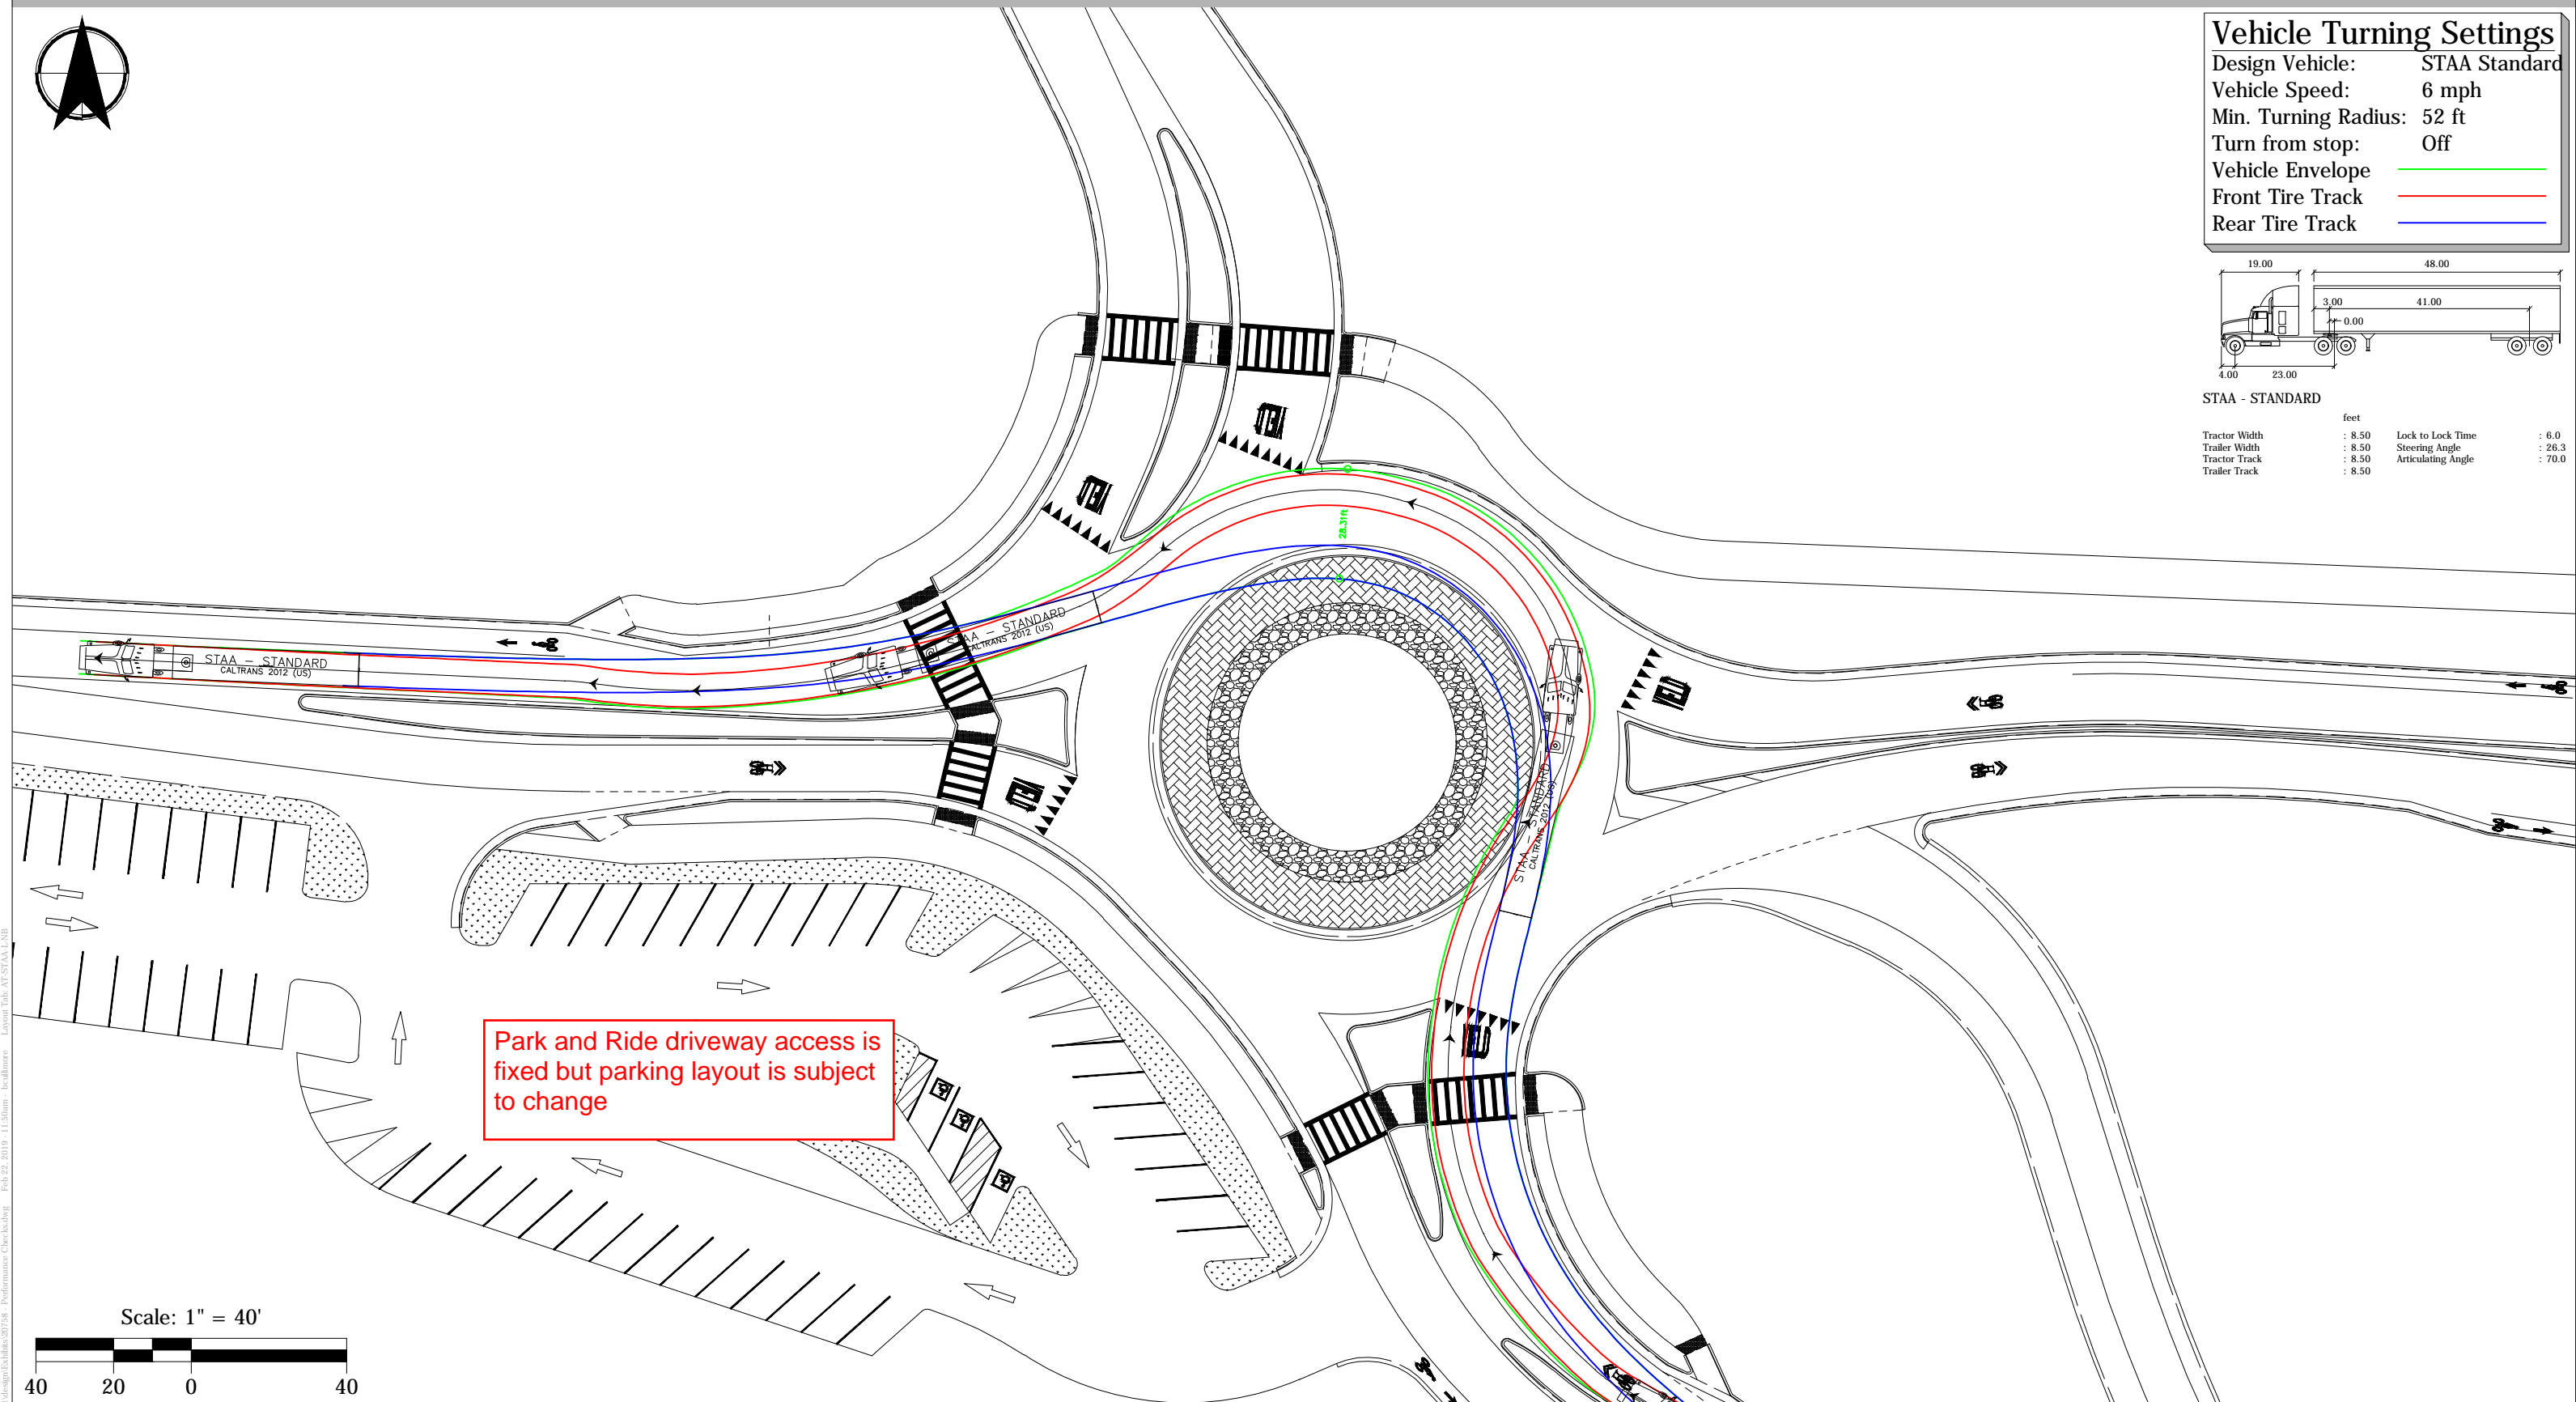 Vehicle Turning Settings
Design Vehicle: STAA Standard
Vehicle Speed: 6 mph
Min. Turning Radius: 52 ft
Turn from stop: Off
Vehicle Envelope
Front Tire Track
Rear Tire Track
19.00 48.00
3.00 41.00
0.00
4.00 23.00
STAA - STANDARD
feet
Tractor Width : 8.50 Lock to Lock Time : 6.0
Trailer Width : 8.50 Steering Angle : 26.3
Tractor Track : 8.50 Articulating Angle : 70.0
Trailer Track : 8.50
28.31ft
STAA - STANDARD
CALTRANS 2012 (US)
STAA - STANDARD
CALTRANS 2012 (US)
STAA - STANDARD
CALTRANS 2012 (US)
Park and Ride driveway access is
fixed but parking layout is subject
to change
Scale: 1" = 40'
40 20 0 40